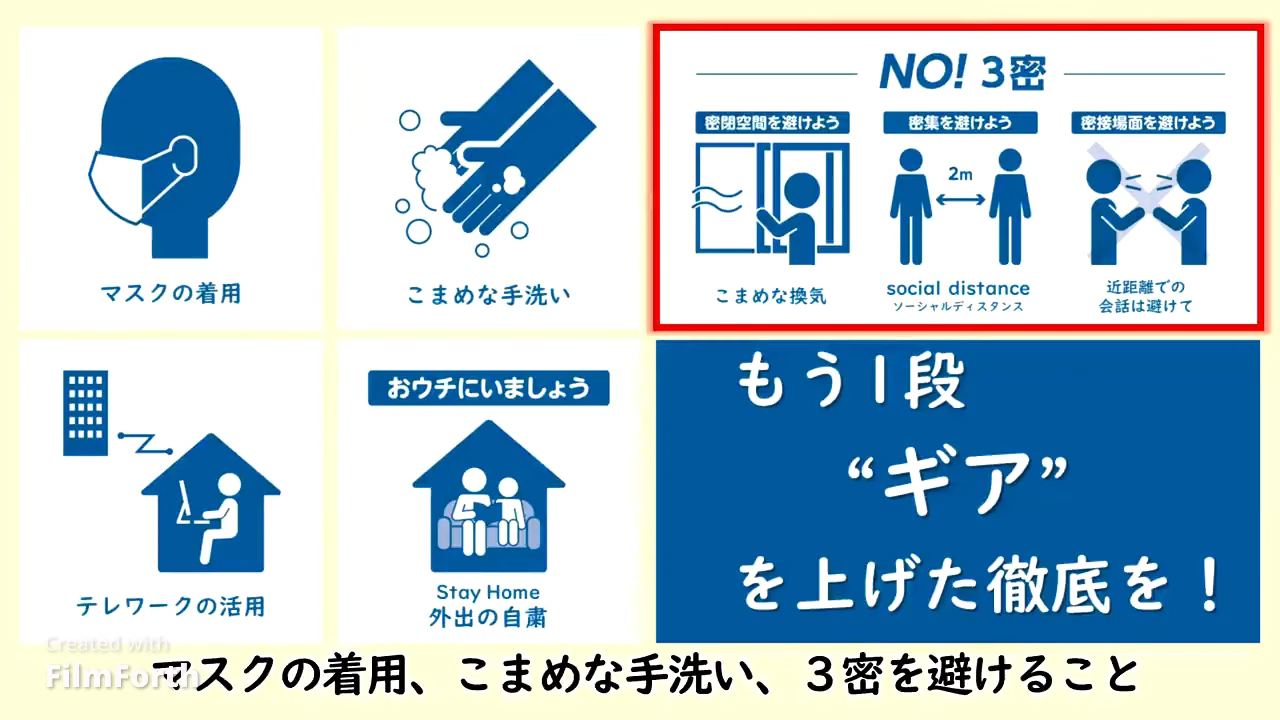 マスクの着用
こまめな手洗い
NO! 3密
密閉空間を避けよう
こまめな換気
密集を避けよう
2m
social distance
ソーシャルディスタンス
密接場面を避けよう
近距離での
会話は避けて
テレワークの活用
おウチにいましょう
Stay Home
外出の自粛
もう1段
“ギア”
を上げた徹底を！
Created with
FilmForth
マスクの着用、こまめな手洗い、３密を避けること